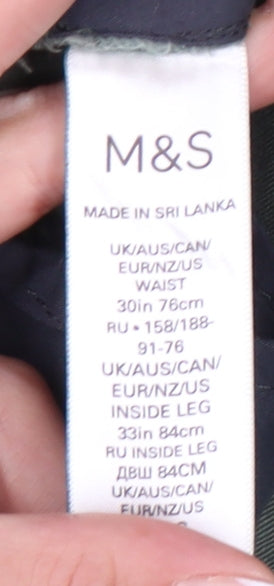 M&S
MADE IN SRI LANKA
UK/AUS/CAN/
EUR/NZ/US
WAIST
30in 76cm
RU • 158/188-
91-76
UK/AUS/CAN/
EUR/NZ/US
INSIDE LEG
33in 84cm
RU INSIDE LEG
ДВШ 84CM
UK/AUS/CAN/
EUR/NZ/US